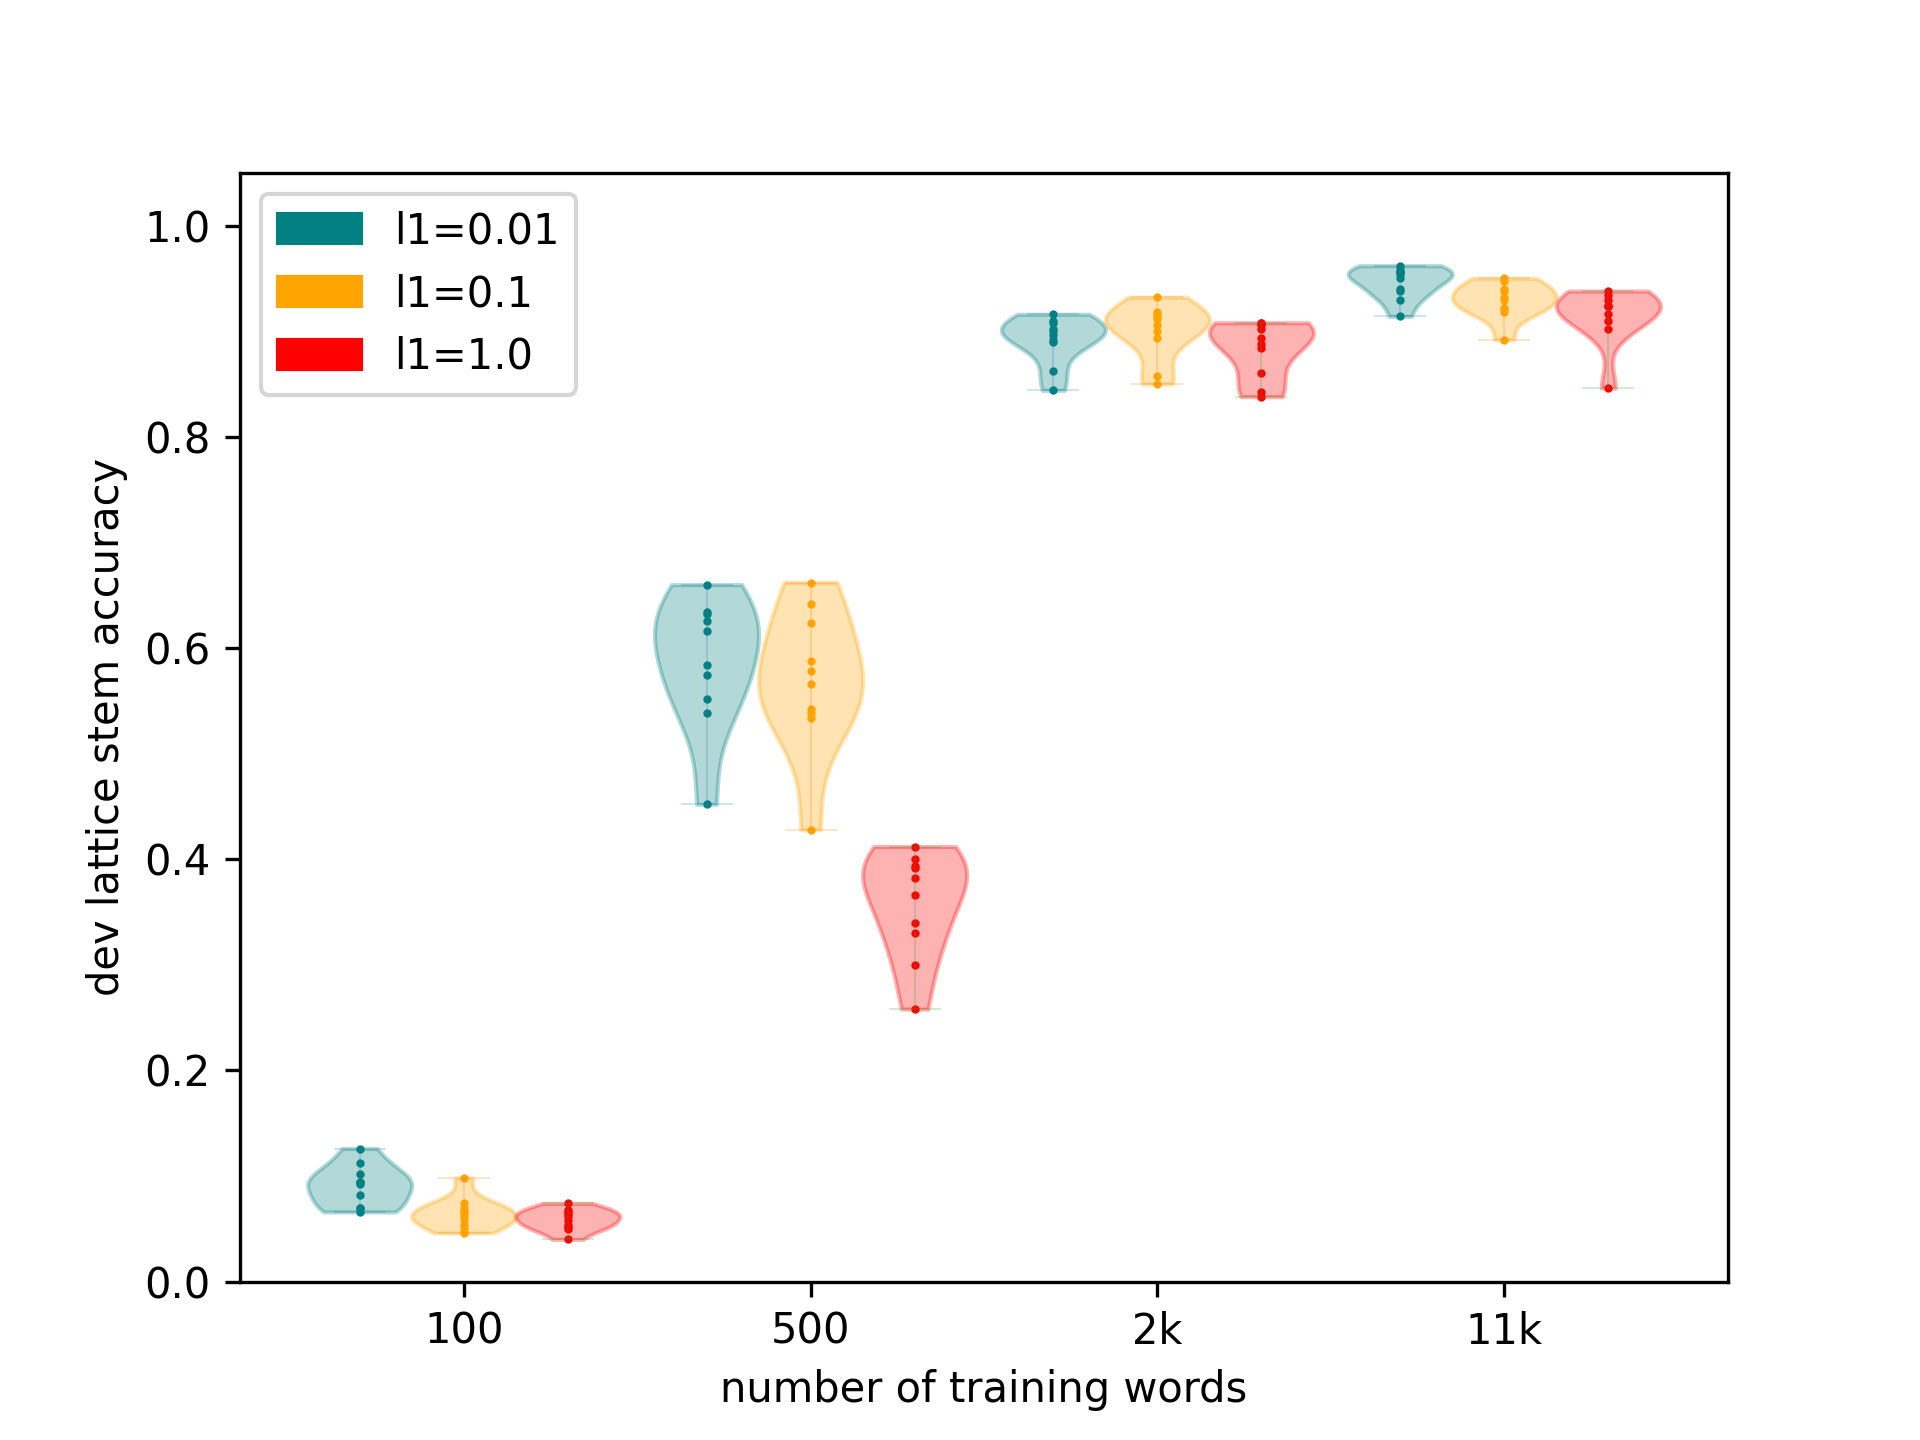 l1=0.01
l1=0.1
l1=1.0
1.0
0.8
0.6
0.4
0.2
0.0
dev lattice stem accuracy
100 500 2k 11k
number of training words